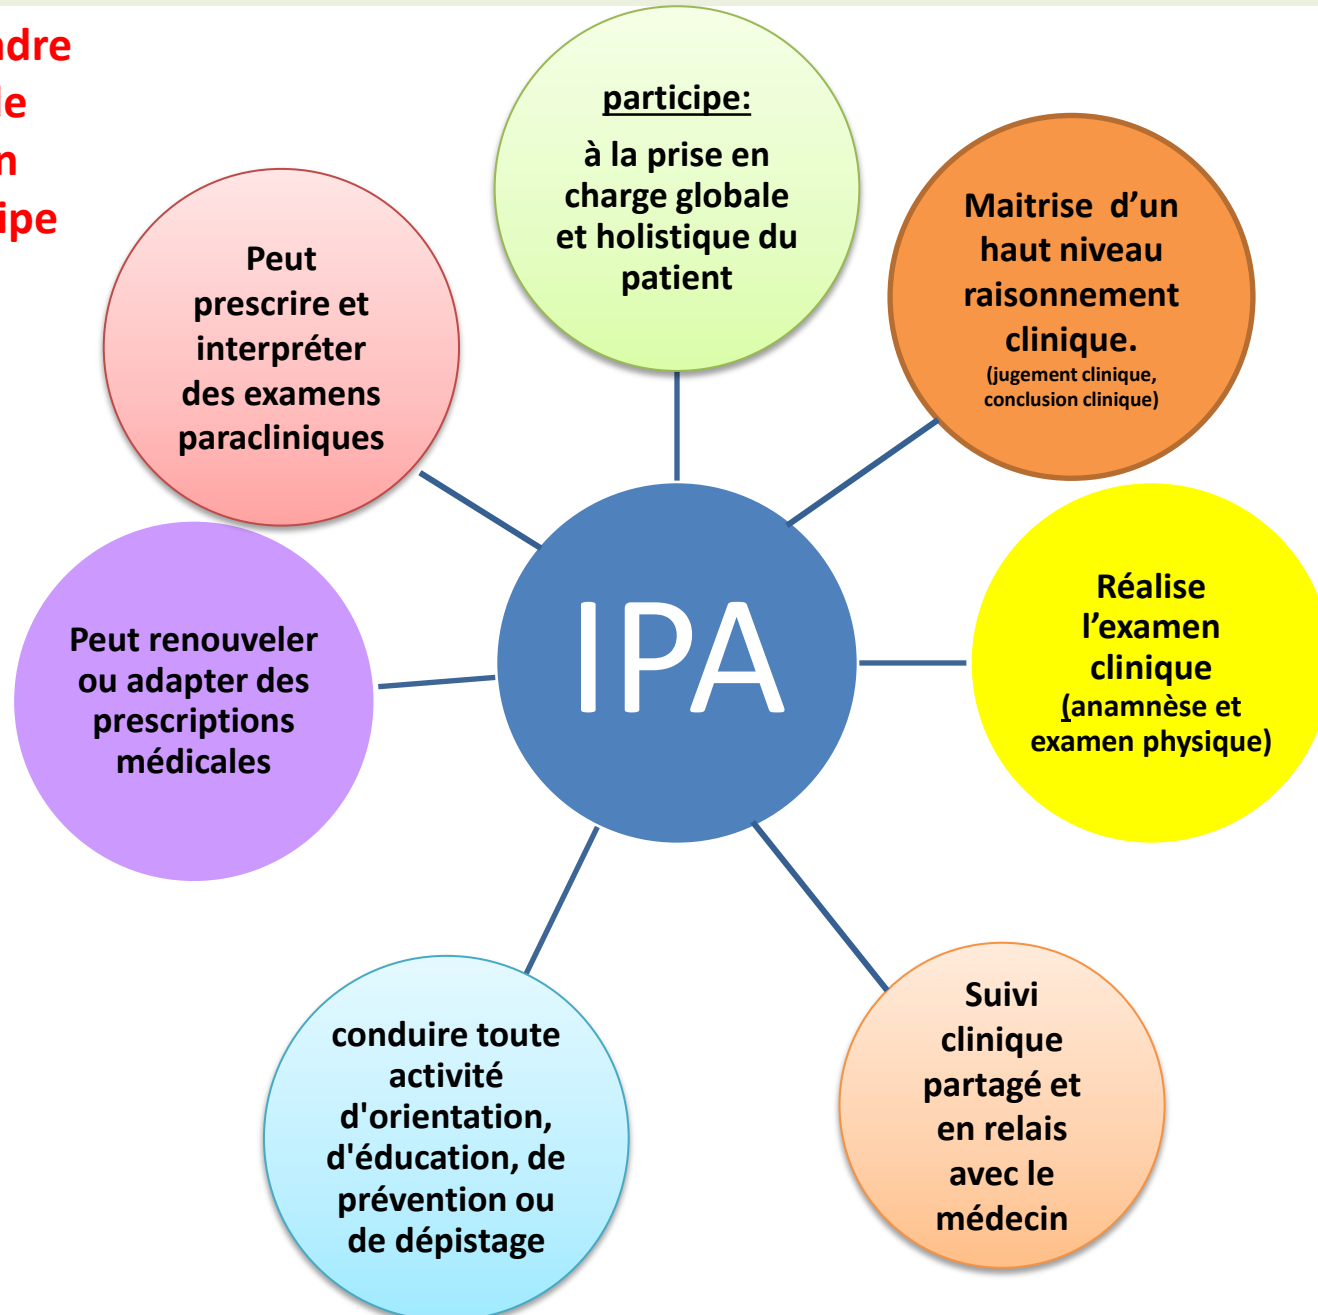 participe:
à la prise en
charge globale
et holistique du
patient
Maitrise d’un
haut niveau
raisonnement
clinique.
(jugement clinique,
conclusion clinique)
Réalise
l’examen
clinique
(anamnèse et
examen physique)
Suivi
clinique
partagé et
en relais
avec le
médecin
conduire toute
activité
d'orientation,
d'éducation, de
prévention ou
de dépistage
Peut renouveler
ou adapter des
prescriptions
médicales
Peut
prescrire et
interpréter
des examens
paracliniques
IPA